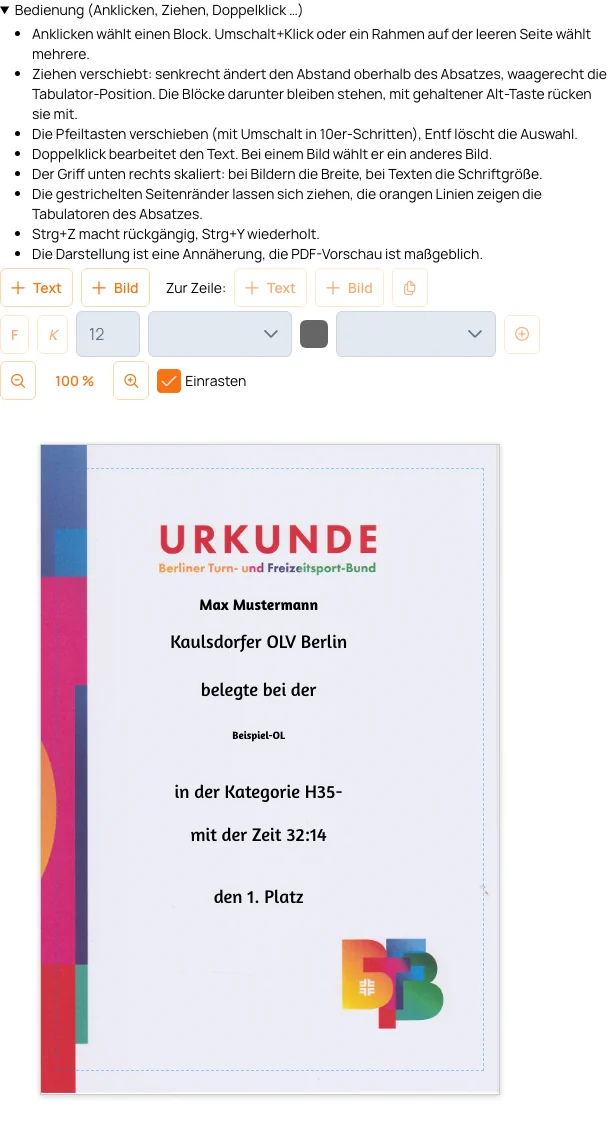 Bedienung (Anklicken, Ziehen, Doppelklick …)
Anklicken wählt einen Block. Umschalt+Klick oder ein Rahmen auf der leeren Seite wählt
mehrere.
Ziehen verschiebt: senkrecht ändert den Abstand oberhalb des Absatzes, waagerecht die
Tabulator-Position. Die Blöcke darunter bleiben stehen, mit gehaltener Alt-Taste rücken
sie mit.
Die Pfeiltasten verschieben (mit Umschalt in 10er-Schritten), Entf löscht die Auswahl.
Doppelklick bearbeitet den Text. Bei einem Bild wählt er ein anderes Bild.
Der Griff unten rechts skaliert: bei Bildern die Breite, bei Texten die Schriftgröße.
Die gestrichelten Seitenränder lassen sich ziehen, die orangen Linien zeigen die
Tabulatoren des Absatzes.
Strg+Z macht rückgängig, Strg+Y wiederholt.
Die Darstellung ist eine Annäherung, die PDF-Vorschau ist maßgeblich.
+ Text + Bild Zur Zeile: + Text + Bild
F K 12
100 % Einrasten
URKUNDE
Berliner Turn- und Freizeitsport-Bund
Max Mustermann
Kaulsdorfer OLV Berlin
belegte bei der
Beispiel-OL
in der Kategorie H35-
mit der Zeit 32:14
den 1. Platz
BTB